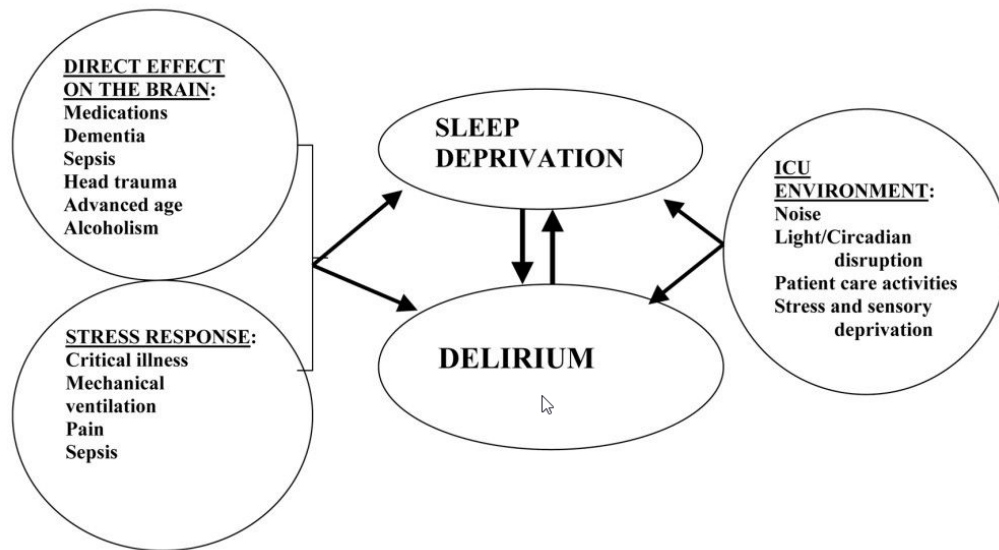 DIRECT EFFECT
ON THE BRAIN:
Medications
Dementia
Sepsis
Head trauma
Advanced age
Alcoholism
STRESS RESPONSE:
Critical illness
Mechanical
ventilation
Pain
Sepsis
SLEEP
DEPRIVATION
DELIRIUM
ICU
ENVIRONMENT:
Noise
Light/Circadian
disruption
Patient care activities
Stress and sensory
deprivation